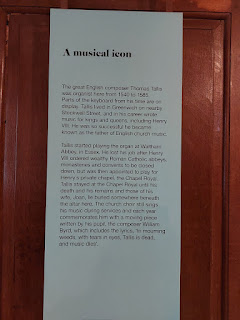 A musical icon
The great English composer Thomas Tallis
was organist here from 1540 to 1585.
Parts of the keyboard from his time are on
display. Tallis lived in Greenwich on nearby
Stockwell Street, and in his career wrote
music for kings and queens, including Henry
VIII. He was so successful he became
known as the father of English church music.
Tallis started playing the organ at Waltham
Abbey, in Essex. He lost his job after Henry
VIII ordered wealthy Roman Catholic abbeys,
monasteries and convents to be closed
down, but was then appointed to play for
Henry's private chapel, the Chapel Royal.
Tallis stayed at the Chapel Royal until his
death and his remains and those of his
wife, Joan, lie buried somewhere beneath
the altar here. The church choir still sings
his music during services and each year
commemorates him with a moving piece
written by his pupil, the composer William
Byrd, which includes the lyrics, 'In mourning
weeds, with tears in eyes, Tallis is dead,
and music dies'.